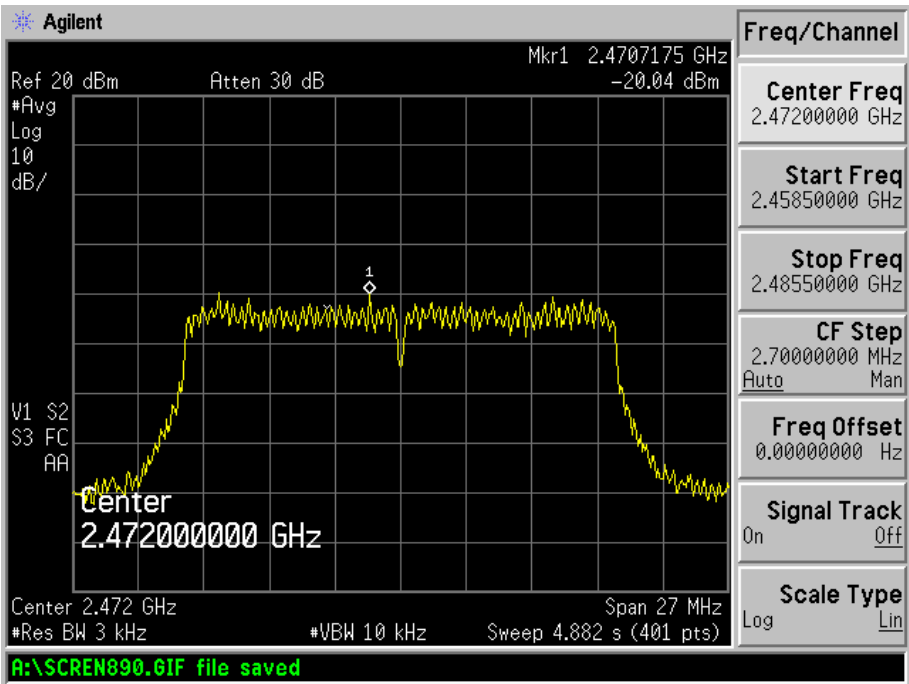 Agilent
Freq/Channel
Mkr1 2.4707175 GHz
Ref 20 dBm Atten 30 dB -20.04 dBm
#Avg
Log
10
dB/
1
V1 S2
S3 FC
AA
Center
2.472000000 GHz
Center 2.472 GHz Span 27 MHz
#Res BW 3 kHz #VBW 10 kHz Sweep 4.882 s (401 pts)
Center Freq
2.47200000 GHz
Start Freq
2.45850000 GHz
Stop Freq
2.48550000 GHz
CF Step
2.70000000 MHz
Auto Man
Freq Offset
0.00000000 Hz
Signal Track
On Off
Scale Type
Log Lin
A:\SCREN890.GIF file saved